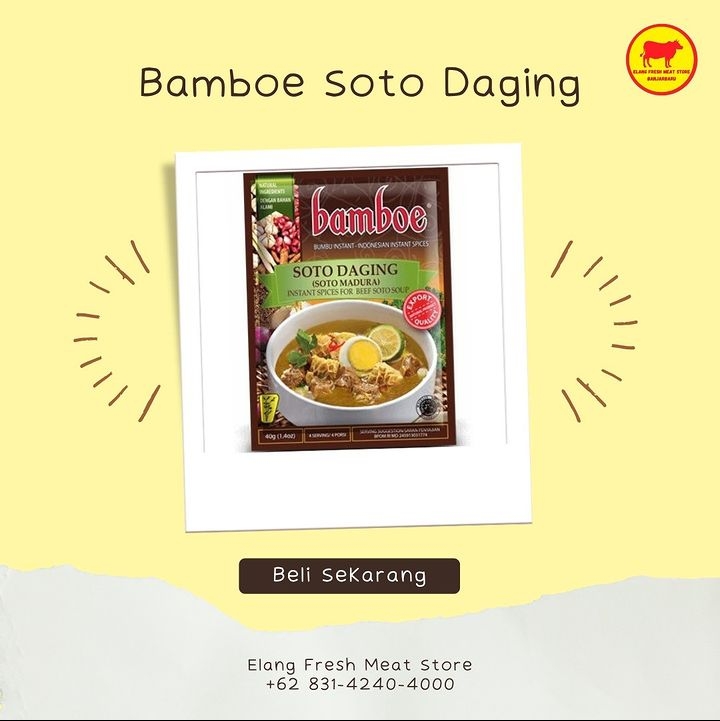 Bamboe Soto Daging
ELANG FRESH MEAT STORE
BANJARBARU
NATURAL
INGREDIENTS
DENGAN BAHAN
ALAMI
bamboe®
BUMBU INSTANT - INDONESIAN INSTANT SPICES
SOTO DAGING
(SOTO MADURA)
INSTANT SPICES FOR BEEF SOTO SOUP
EXPORT
QUALITY
40g (1.4oz)
4 SERVING/ 4 PORSI
SERVING SUGGESTION/SARAN PENYAJIAN
Beli Sekarang
Elang Fresh Meat Store
+62 831-4240-4000